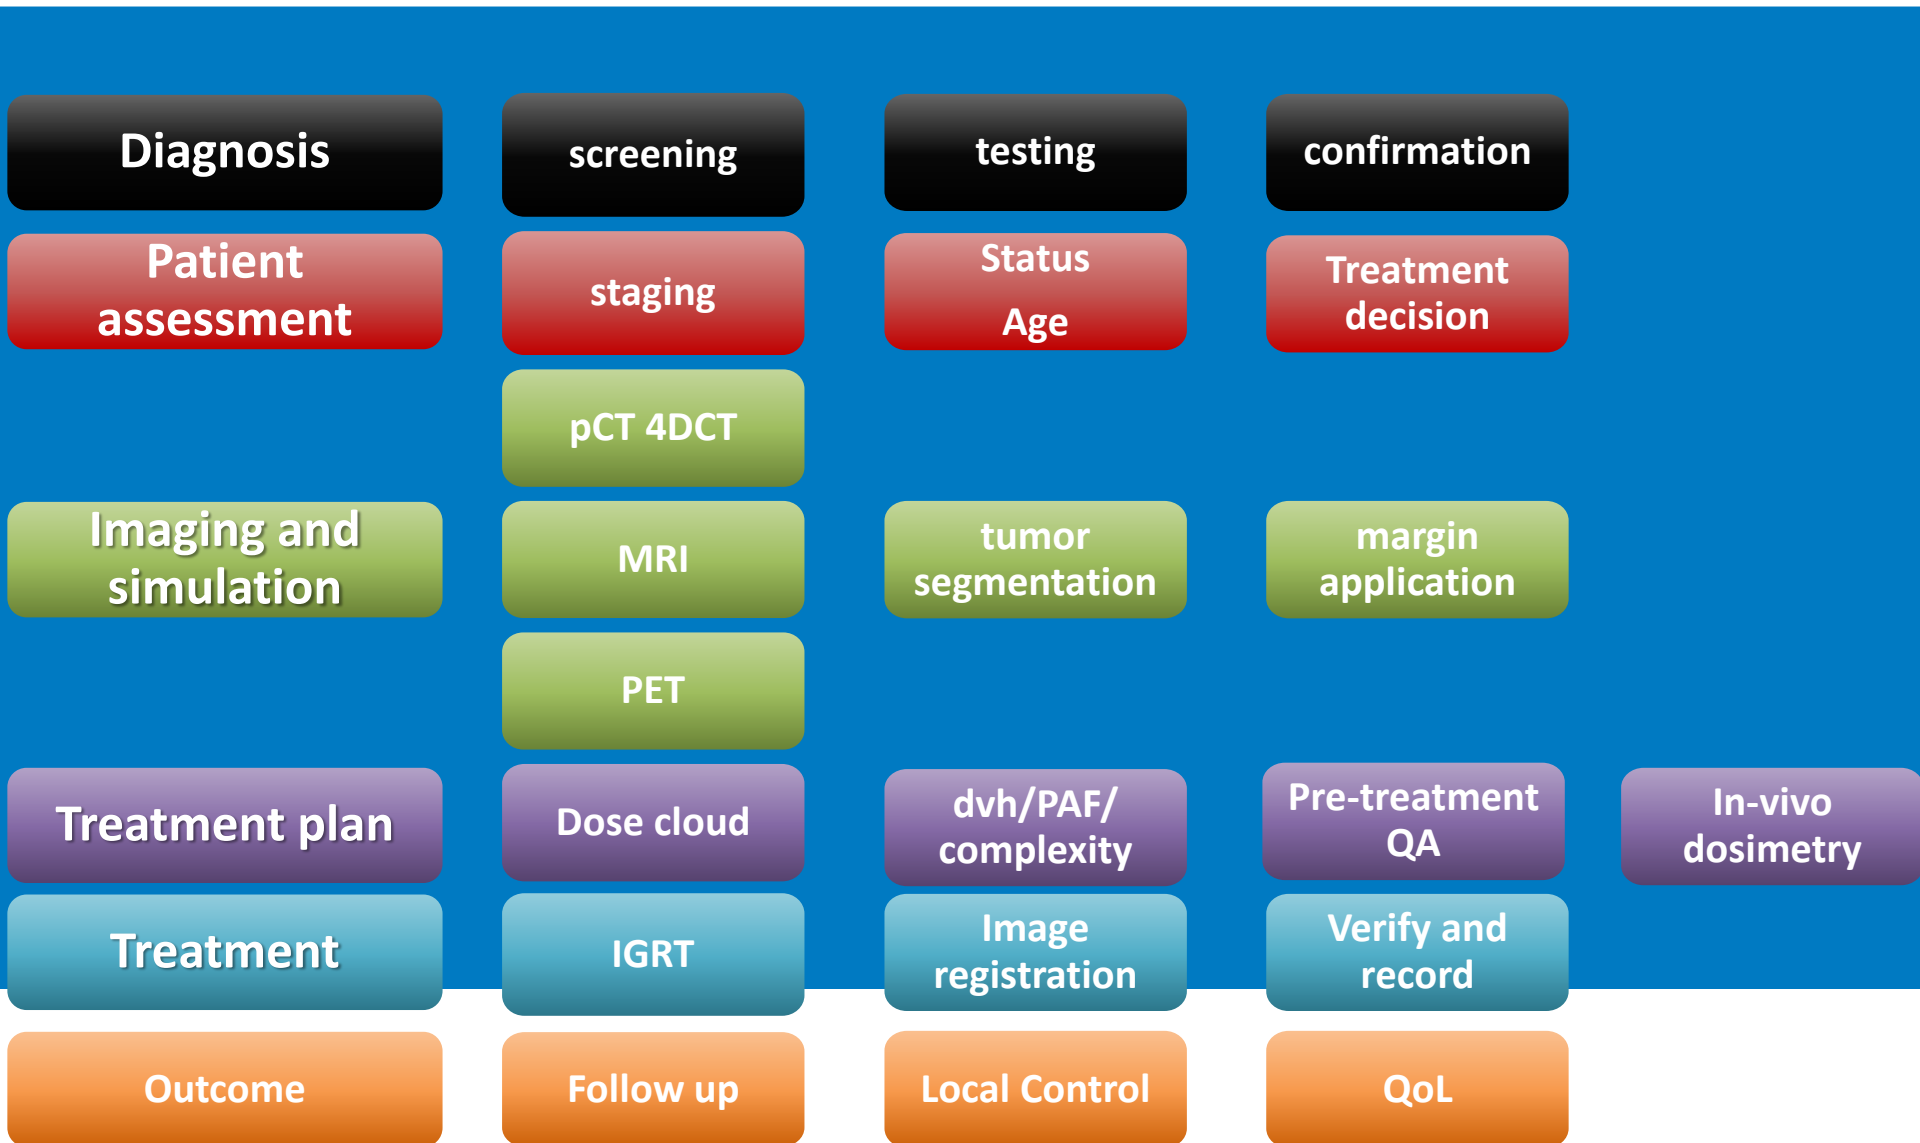 Diagnosis
screening
testing
confirmation
Patient
assessment
staging
Status
Age
Treatment
decision
pCT 4DCT
Imaging and
simulation
MRI
tumor
segmentation
margin
application
PET
Treatment plan
Dose cloud
dvh/PAF/
complexity
Pre-treatment
QA
In-vivo
dosimetry
Treatment
IGRT
Image
registration
Verify and
record
Outcome
Follow up
Local Control
QoL